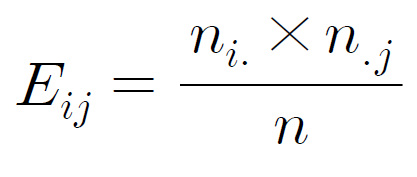 E_{ij} = \frac{n_{i.} \times n_{.j}}{n}